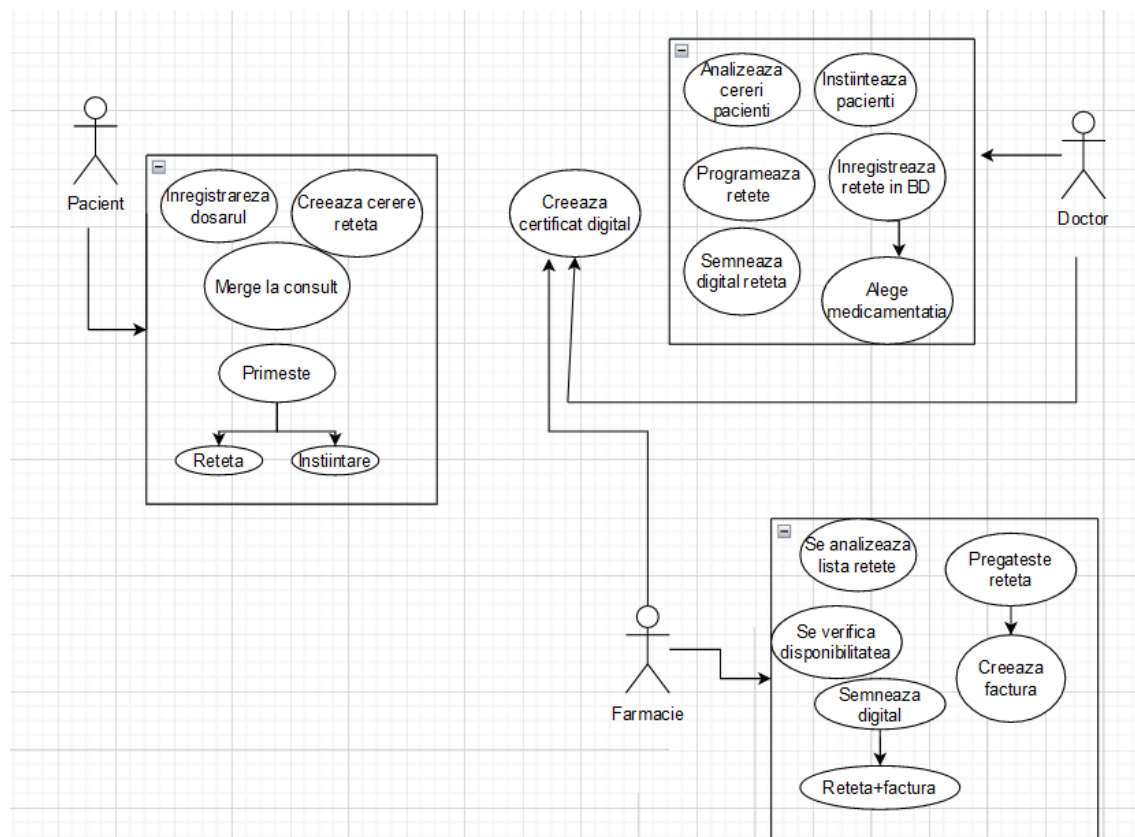 Pacient
Inregistrareza
dosarul
Creeaza cerere
reteta
Merge la consult
Primeste
Reteta
Instiintare
Creeaza
certificat digital
Analizeaza
cereri
pacienti
Instiinteaza
pacienti
Programeaza
retete
Inregistreaza
retete in BD
Semneaza
digital reteta
Alege
medicamentatia
Doctor
Farmacie
Se analizeaza
lista retete
Pregateste
reteta
Se verifica
disponibilitatea
Creeaza
factura
Semneaza
digital
Reteta+factura